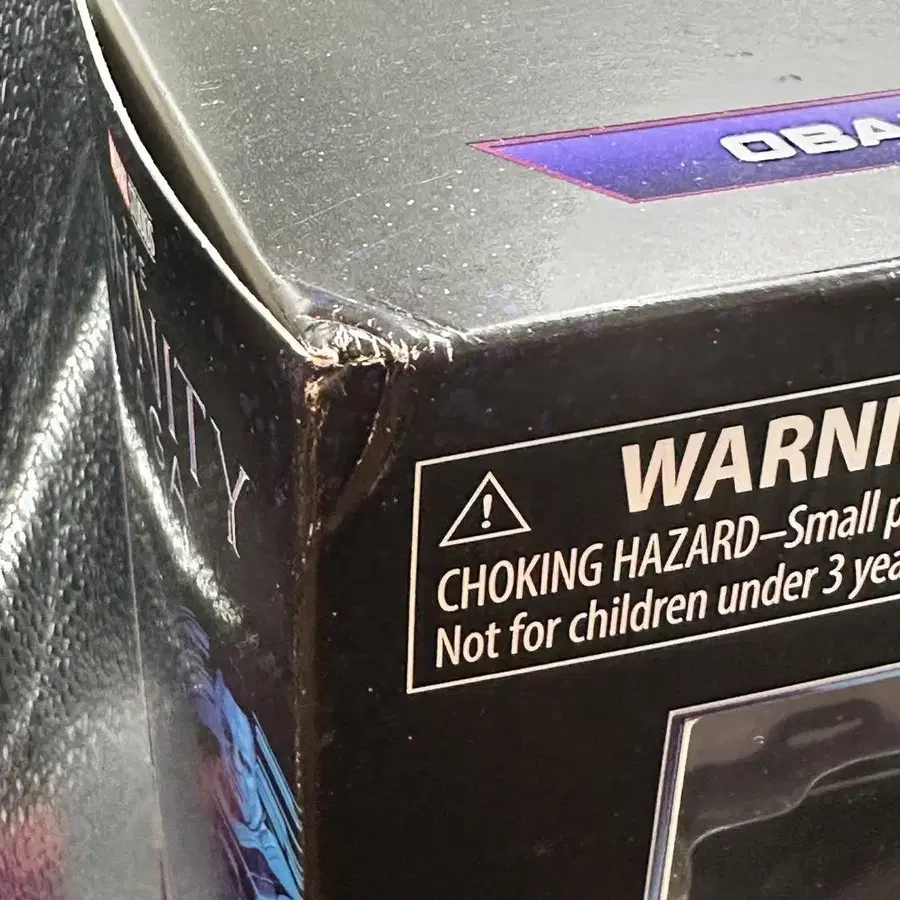 OBA
WARNI
CHOKING HAZARD–Small p
Not for children under 3 yea